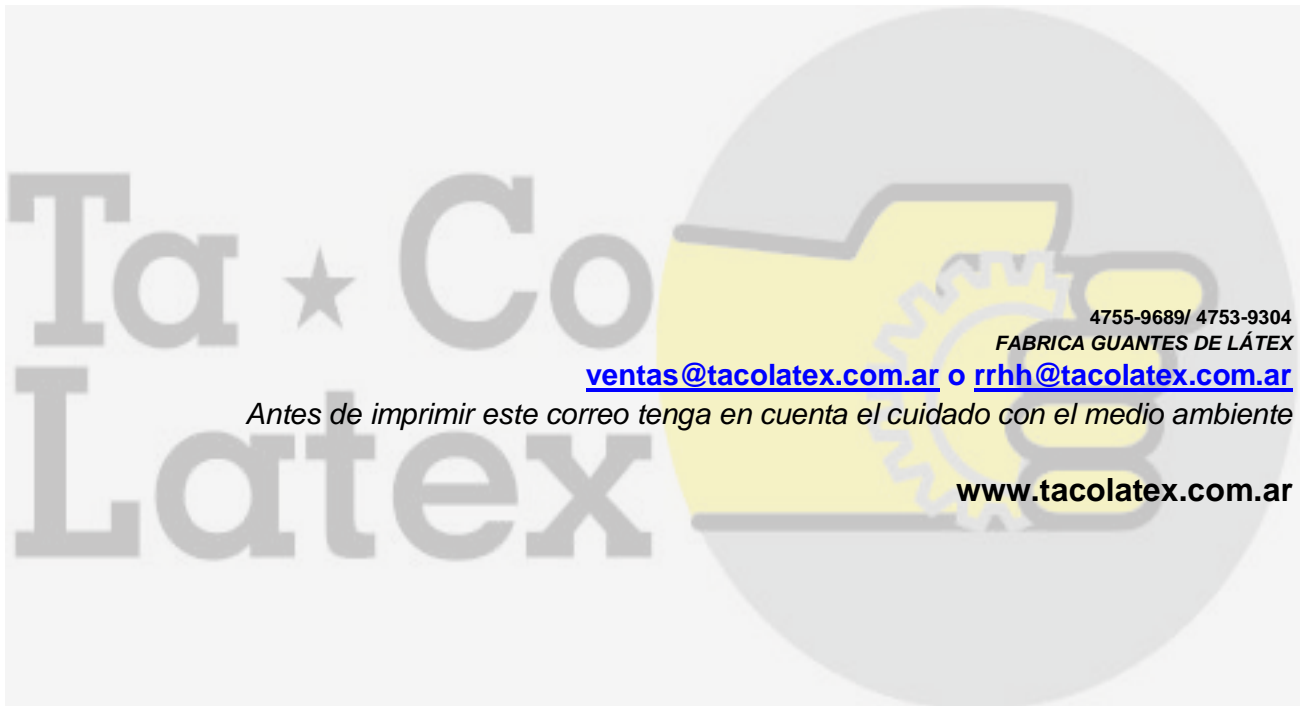 Ta ★ Co
Latex
4755-9689/ 4753-9304
FABRICA GUANTES DE LÁTEX
ventas@tacolatex.com.ar o rrhh@tacolatex.com.ar
Antes de imprimir este correo tenga en cuenta el cuidado con el medio ambiente
www.tacolatex.com.ar